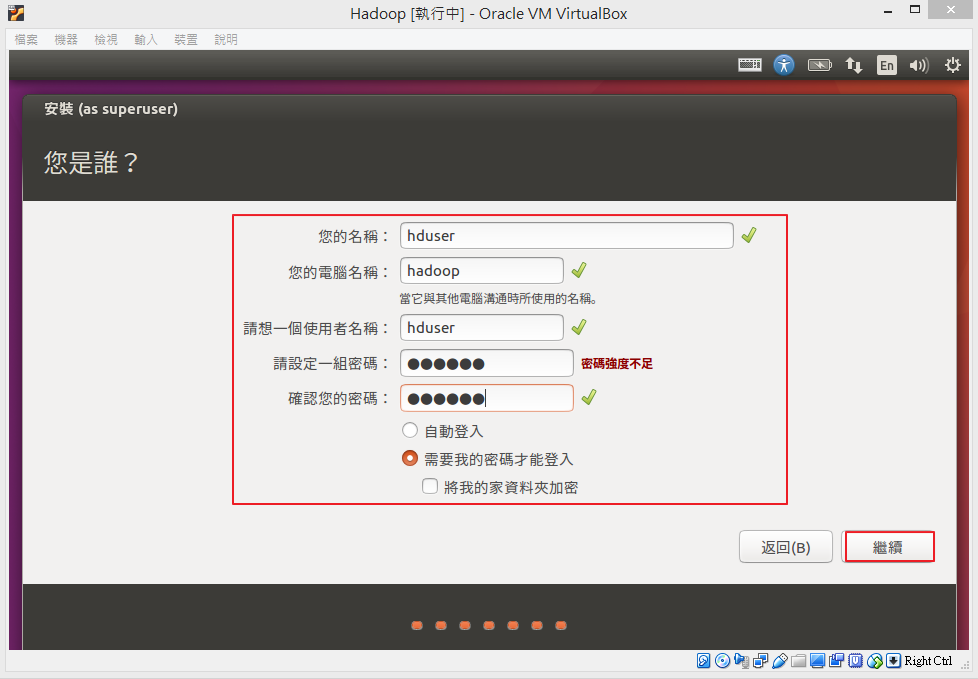 Hadoop [執行中] - Oracle VM VirtualBox
檔案 機器 檢視 輸入 裝置 說明
En
安裝 (as superuser)
您是誰？
您的名稱： hduser
您的電腦名稱： hadoop
當它與其他電腦溝通時所使用的名稱。
請想一個使用者名稱： hduser
請設定一組密碼： ●●●●●● 密碼強度不足
確認您的密碼： ●●●●●●
自動登入
需要我的密碼才能登入
將我的家資料夾加密
返回(B) 繼續
Right Ctrl